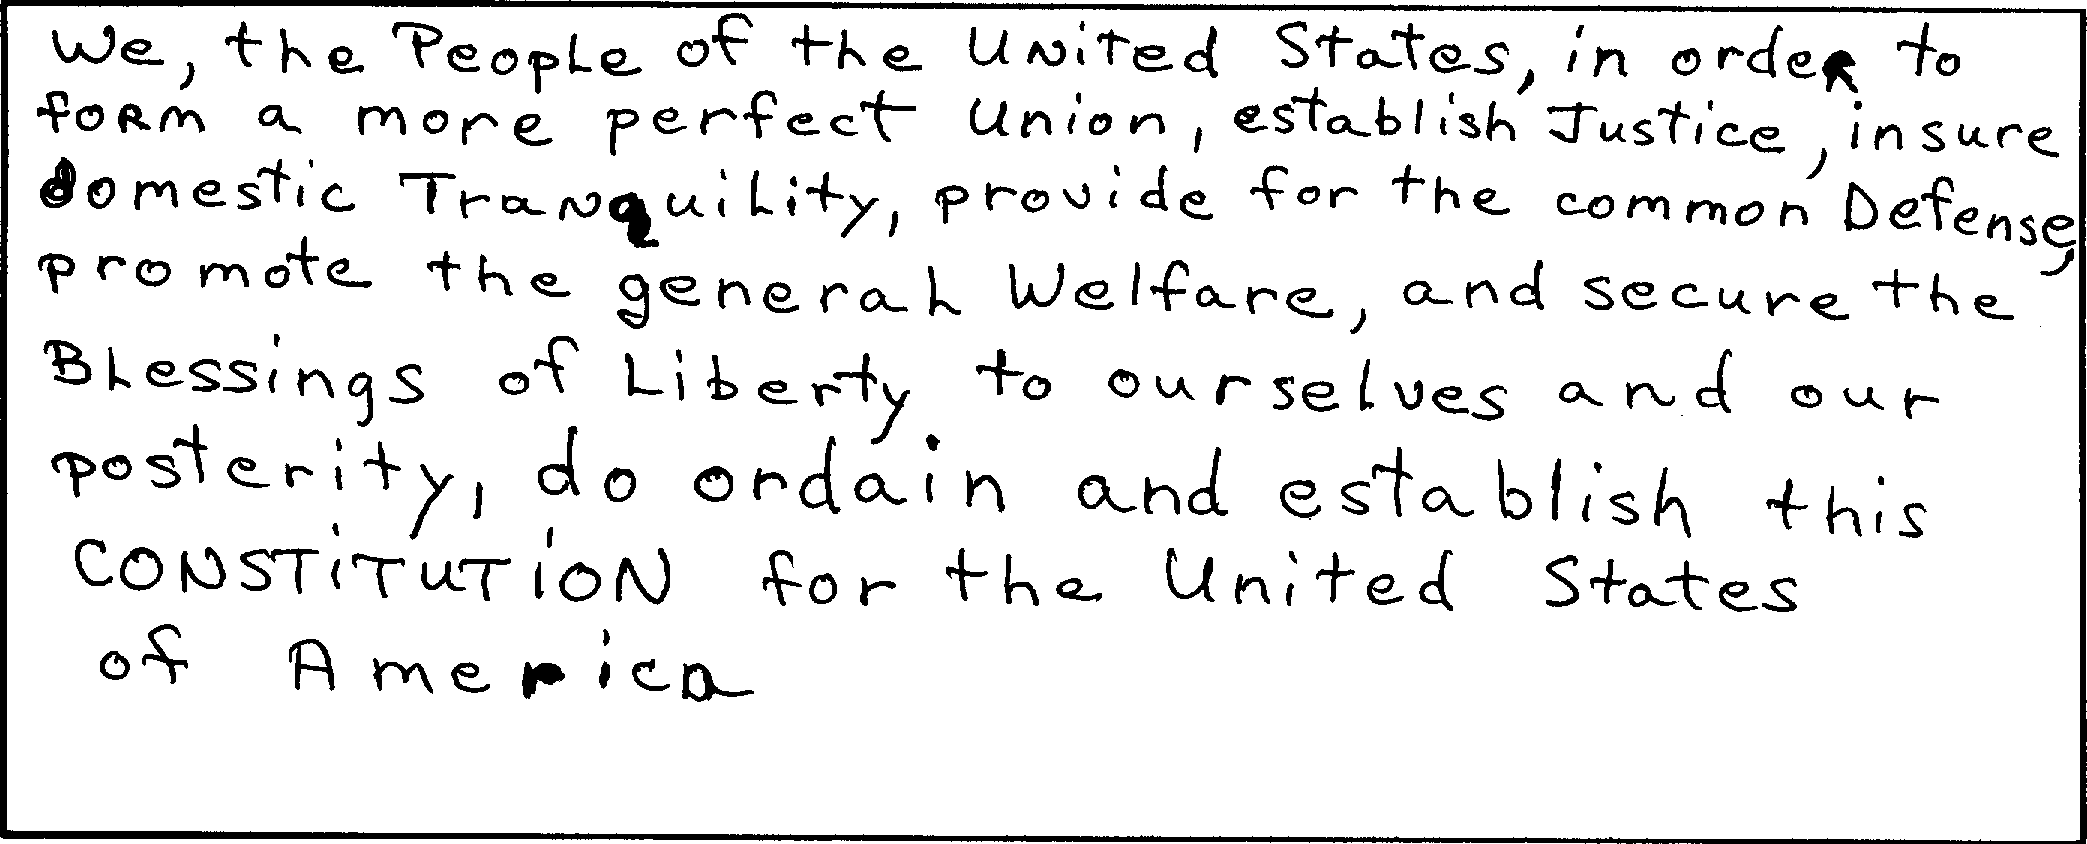 We, the People of the United States, in order to
form a more perfect Union, establish Justice, insure
domestic Tranquility, provide for the common Defense,
promote the general Welfare, and secure the
Blessings of Liberty to ourselves and our
posterity, do ordain and establish this
CONSTITUTION for the United States
of America